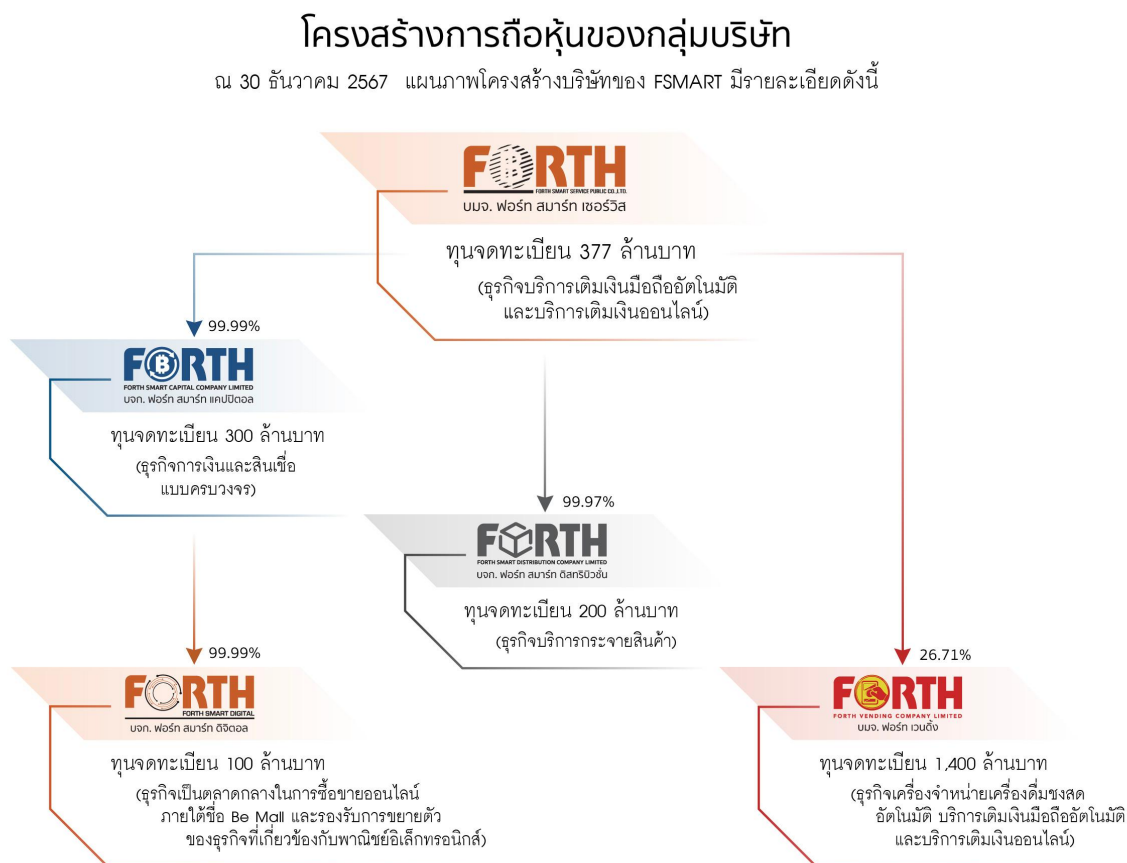 โครงสร้างการถือหุ้นของกลุ่มบริษัท
ณ 30 ธันวาคม 2567 แผนภาพโครงสร้างบริษัทของ FSMART มีรายละเอียดดังนี้
FORTH
FORTH SMART SERVICE PUBLIC CO.,LTD.
บมจ. ฟอร์ท สมาร์ท เซอร์วิส
ทุนจดทะเบียน 377 ล้านบาท
(ธุรกิจบริการเติมเงินมือถืออัตโนมัติ
และบริการเติมเงินออนไลน์)
99.99%
FORTH
FORTH SMART CAPITAL COMPANY LIMITED
บจก. ฟอร์ท สมาร์ท แคปปิตอล
ทุนจดทะเบียน 300 ล้านบาท
(ธุรกิจการเงินและสินเชื่อ
แบบครบวงจร)
99.97%
FORTH
FORTH SMART DISTRIBUTION COMPANY LIMITED
บจก. ฟอร์ท สมาร์ท ดิสทริบิวชั่น
ทุนจดทะเบียน 200 ล้านบาท
(ธุรกิจบริการกระจายสินค้า)
99.99%
FORTH
FORTH SMART DIGITAL
บจก. ฟอร์ท สมาร์ท ดิจิตอล
ทุนจดทะเบียน 100 ล้านบาท
(ธุรกิจเป็นตลาดกลางในการซื้อขายออนไลน์
ภายใต้ชื่อ Be Mall และรองรับการขยายตัว
ของธุรกิจที่เกี่ยวข้องกับพาณิชย์อิเล็กทรอนิกส์)
26.71%
FORTH
FORTH VENDING COMPANY LIMITED
บมจ. ฟอร์ท เวนดิ้ง
ทุนจดทะเบียน 1,400 ล้านบาท
(ธุรกิจเครื่องจำหน่ายเครื่องดื่มชงสด
อัตโนมัติ บริการเติมเงินมือถืออัตโนมัติ
และบริการเติมเงินออนไลน์)